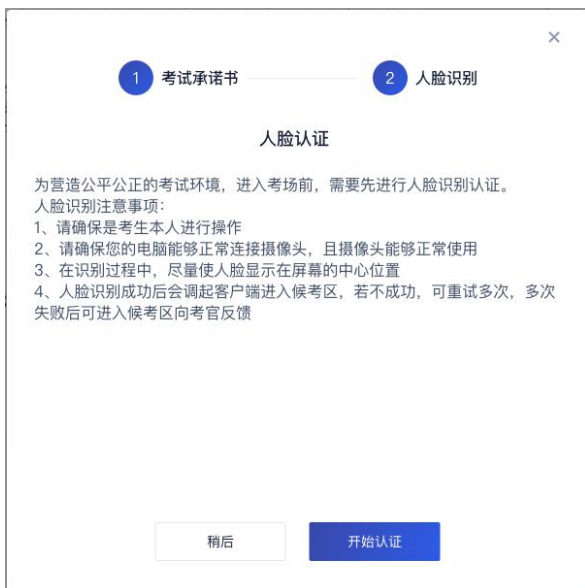 1 考试承诺书 2 人脸识别
人脸认证
为营造公平公正的考试环境，进入考场前，需要先进行人脸识别认证。
人脸识别注意事项：
1、请确保是考生本人进行操作
2、请确保您的电脑能够正常连接摄像头，且摄像头能够正常使用
3、在识别过程中，尽量使人脸显示在屏幕的中心位置
4、人脸识别成功后会调起客户端进入候考区，若不成功，可重试多次，多次
失败后可进入候考区向考官反馈
稍后 开始认证